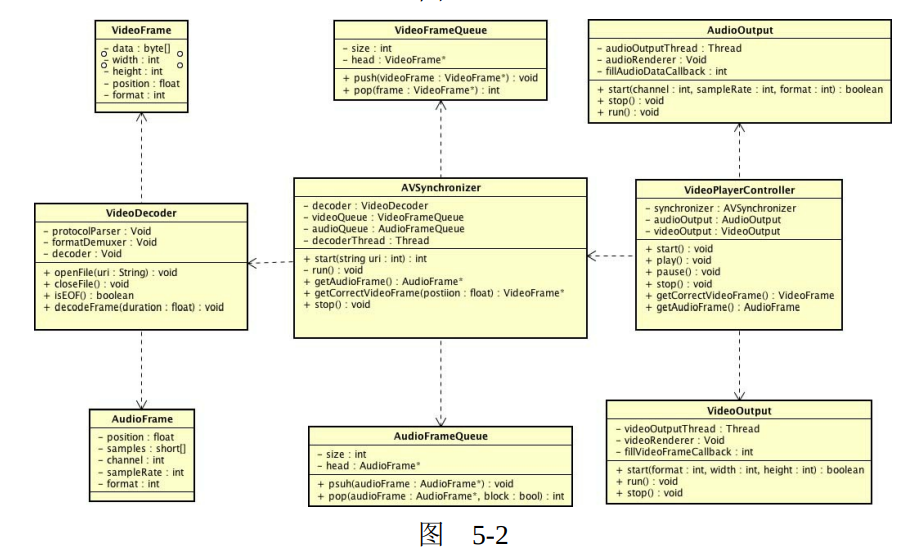 VideoFrame
– data : byte[]
– width : int
– height : int
– position : float
– format : int
VideoFrameQueue
– size : int
– head : VideoFrame*
+ push(videoFrame : VideoFrame*) : void
+ pop(frame : VideoFrame*) : int
AudioOutput
– audioOutputThread : Thread
– audioRenderer : Void
– fillAudioDataCallback : int
+ start(channel : int, sampleRate : int, format : int) : boolean
+ stop() : void
+ run() : void
VideoDecoder
– protocolParser : Void
– formatDemuxer : Void
– decoder : Void
+ openFile(uri : String) : void
+ closeFile() : void
+ isEOF() : boolean
+ decodeFrame(duration : float) : void
AVSynchronizer
– decoder : VideoDecoder
– videoQueue : VideoFrameQueue
– audioQueue : AudioFrameQueue
– decoderThread : Thread
+ start(string uri : int) : int
– run() : void
+ getAudioFrame() : AudioFrame*
+ getCorrectVideoFrame(postiion : float) : VideoFrame*
+ stop() : void
VideoPlayerController
– synchronizer : AVSynchronizer
– audioOutput : AudioOutput
– videoOutput : VideoOutput
+ start() : void
+ play() : void
+ pause() : void
+ stop() : void
+ getCorrectVideoFrame() : VideoFrame
+ getAudioFrame() : AudioFrame
AudioFrame
– position : float
– samples : short[]
– channel : int
– sampleRate : int
– format : int
AudioFrameQueue
– size : int
– head : AudioFrame*
+ psuh(audioFrame : AudioFrame*) : void
+ pop(audioFrame : AudioFrame*, block : bool) : int
VideoOutput
– videoOutputThread : Thread
– videoRenderer : Void
– fillVideoFrameCallback : int
+ start(format : int, width : int, height : int) : boolean
+ run() : void
+ stop() : void
图 5-2